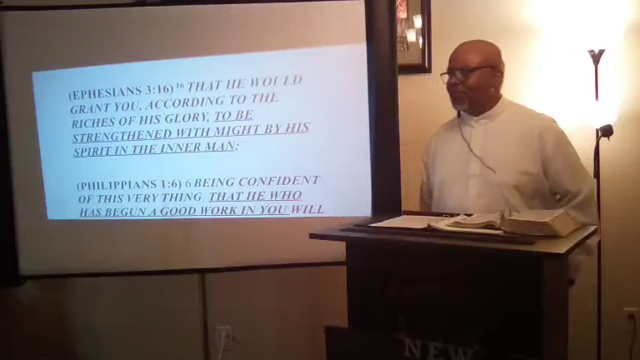 (EPHESIANS 3:16) 16 THAT HE WOULD
GRANT YOU, ACCORDING TO THE
RICHES OF HIS GLORY, TO BE
STRENGTHENED WITH MIGHT BY HIS
SPIRIT IN THE INNER MAN;
(PHILIPPIANS 1:6) 6 BEING CONFIDENT
OF THIS VERY THING, THAT HE WHO
HAS BEGUN A GOOD WORK IN YOU WILL
NEW